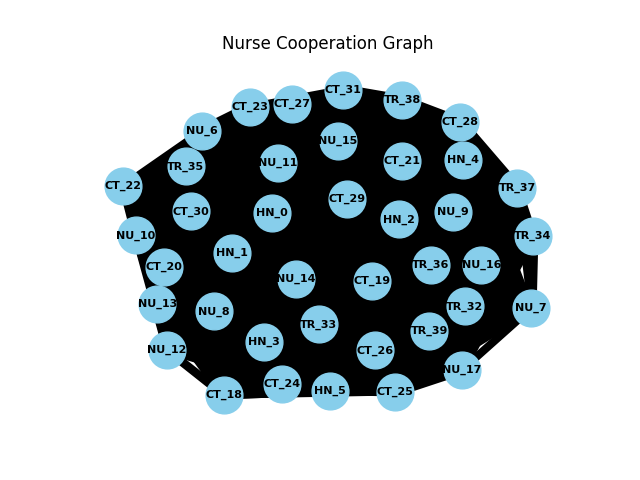 Nurse Cooperation Graph
CT_31
TR_38
CT_23
CT_27
CT_28
NU_6
NU_15
TR_35
NU_11
CT_21
HN_4
CT_22
TR_37
CT_30
HN_0
CT_29
HN_2
NU_9
NU_10
TR_34
CT_20
HN_1
TR_36
NU_16
NU_14
CT_19
NU_13
NU_8
TR_32
NU_7
TR_33
TR_39
NU_12
HN_3
CT_26
NU_17
CT_18
CT_24
HN_5
CT_25